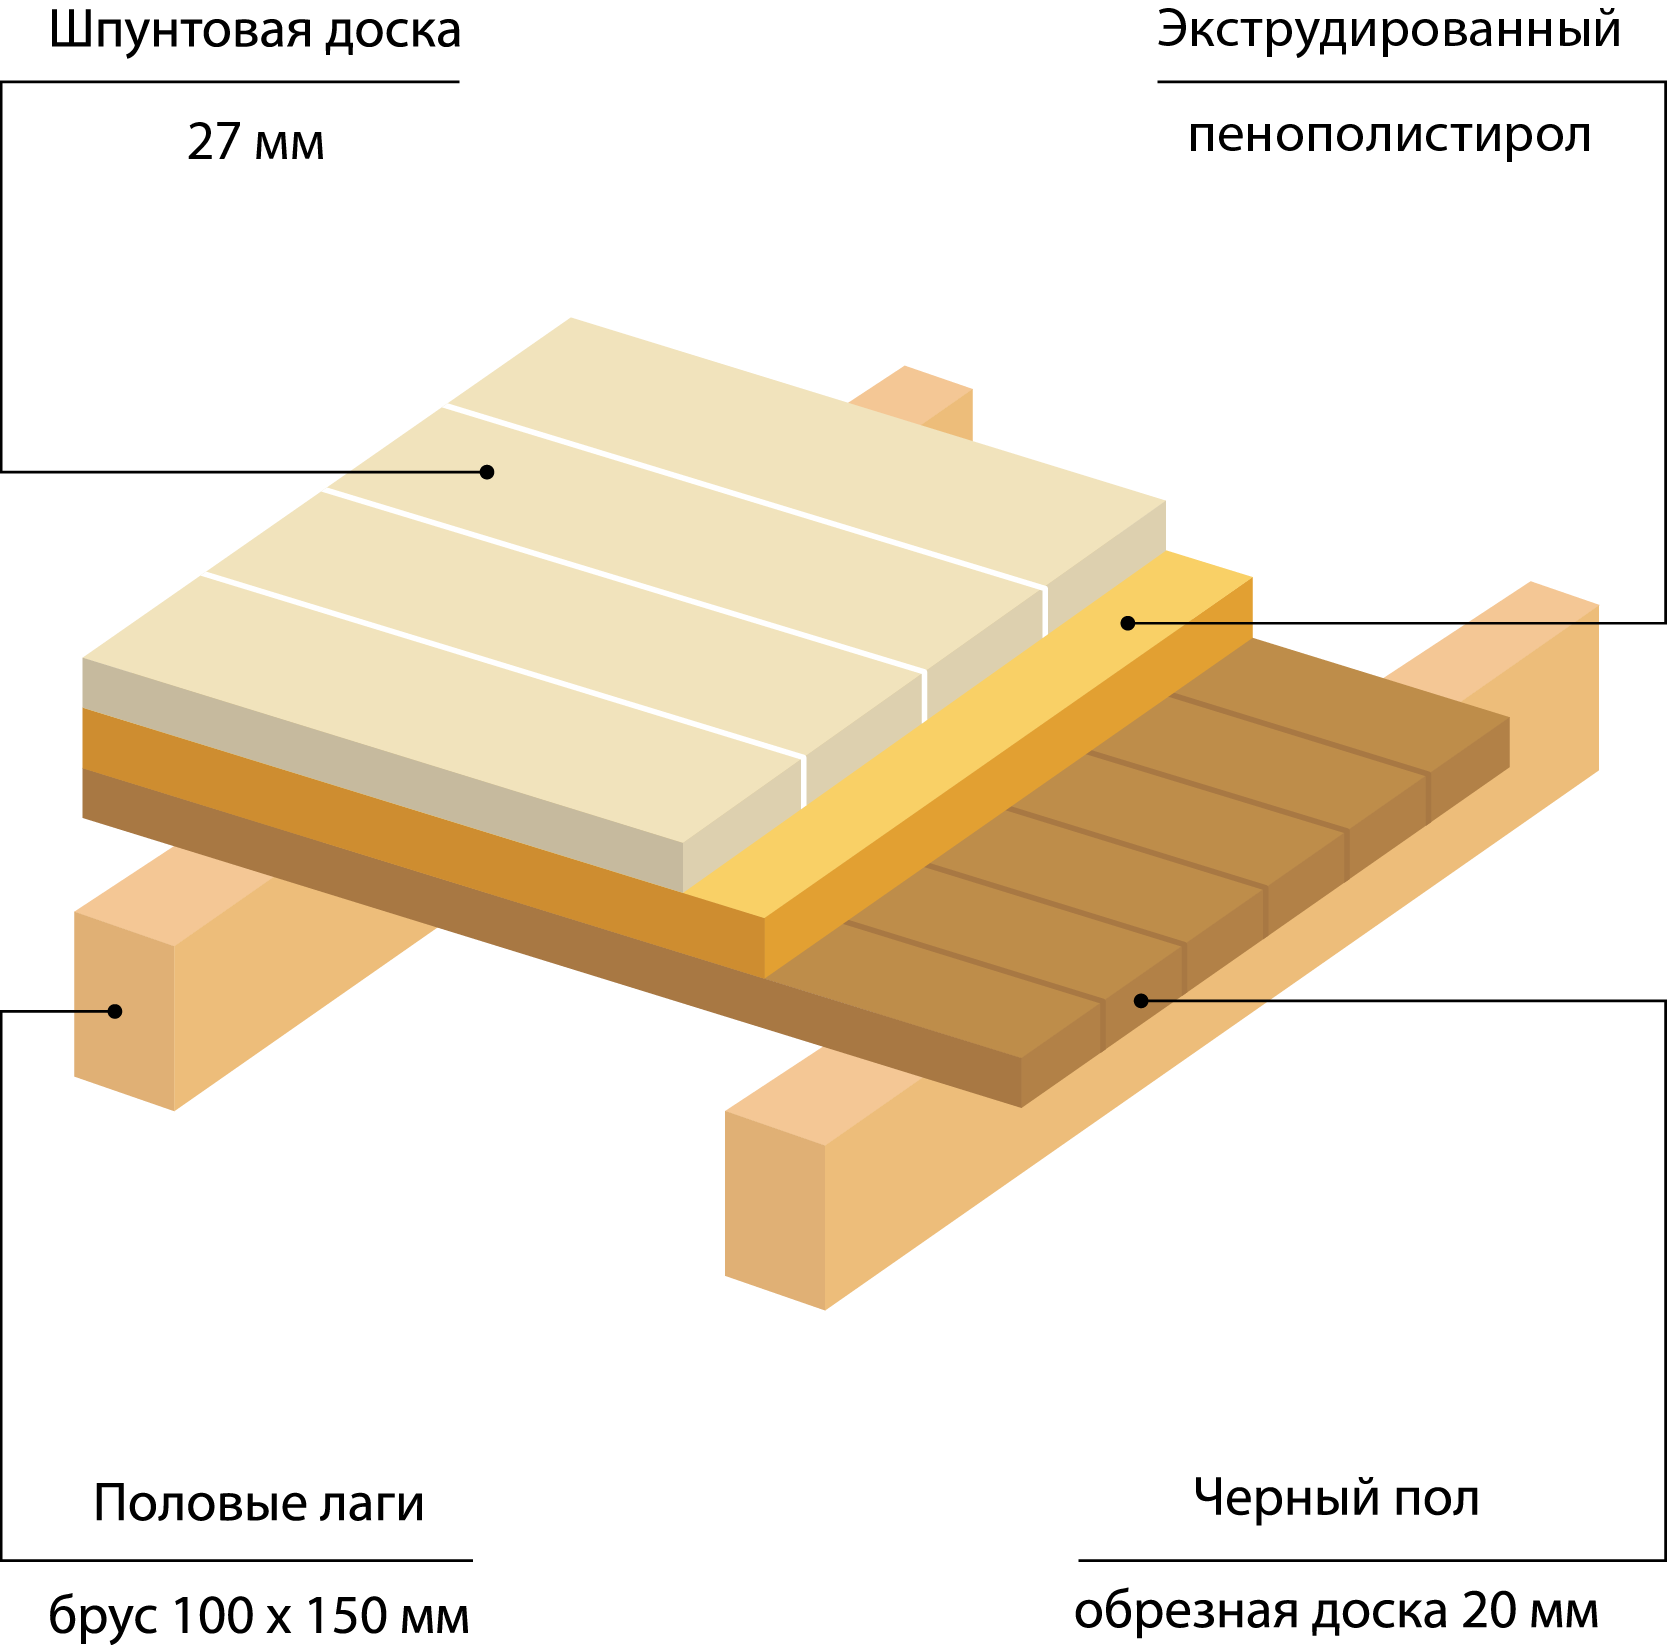 Шпунтовая доска
27 мм
Экструдированный
пенополистирол
Половые лаги
брус 100 х 150 мм
Черный пол
обрезная доска 20 мм